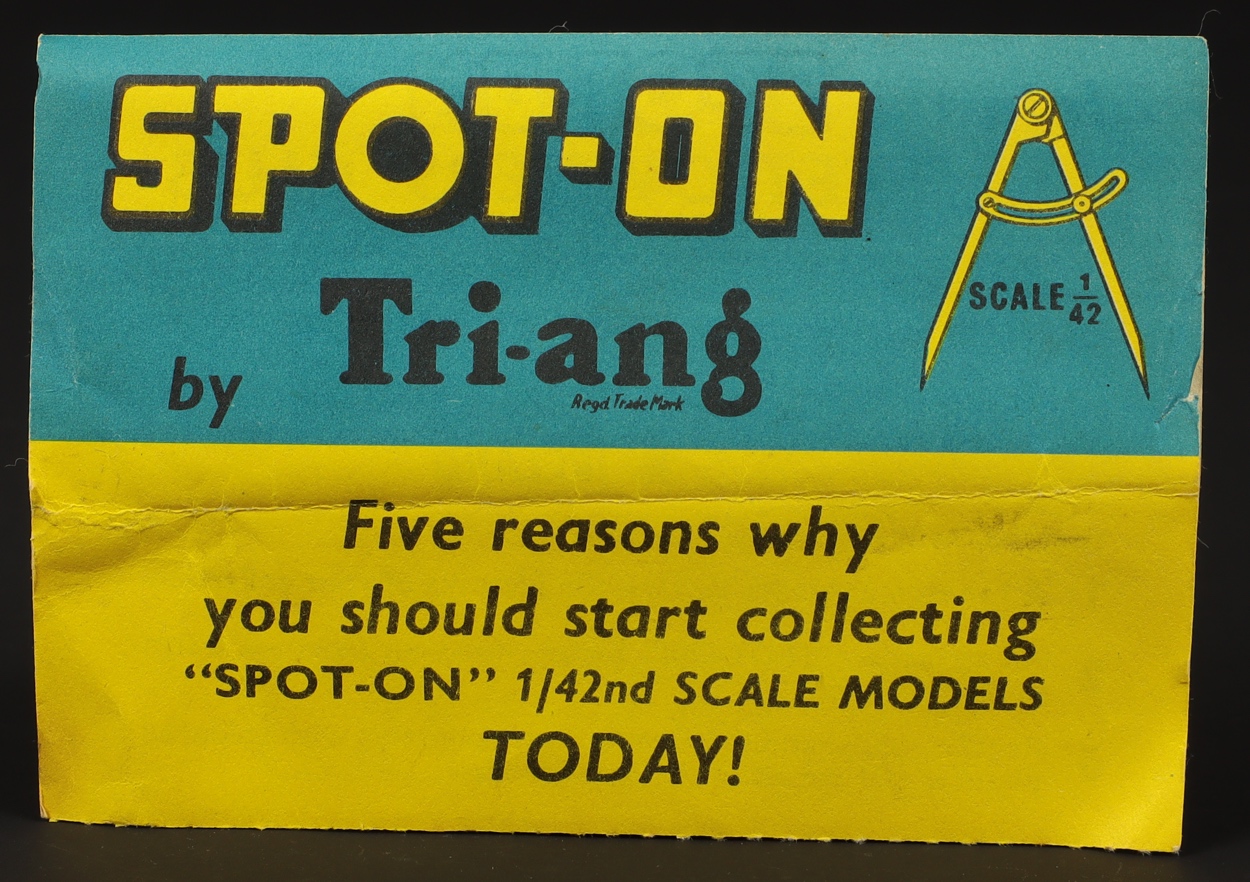 SPOT-ON
by Tri-ang
Regd. Trade Mark
SCALE 1/42
Five reasons why
you should start collecting
“SPOT-ON” 1/42nd SCALE MODELS
TODAY!